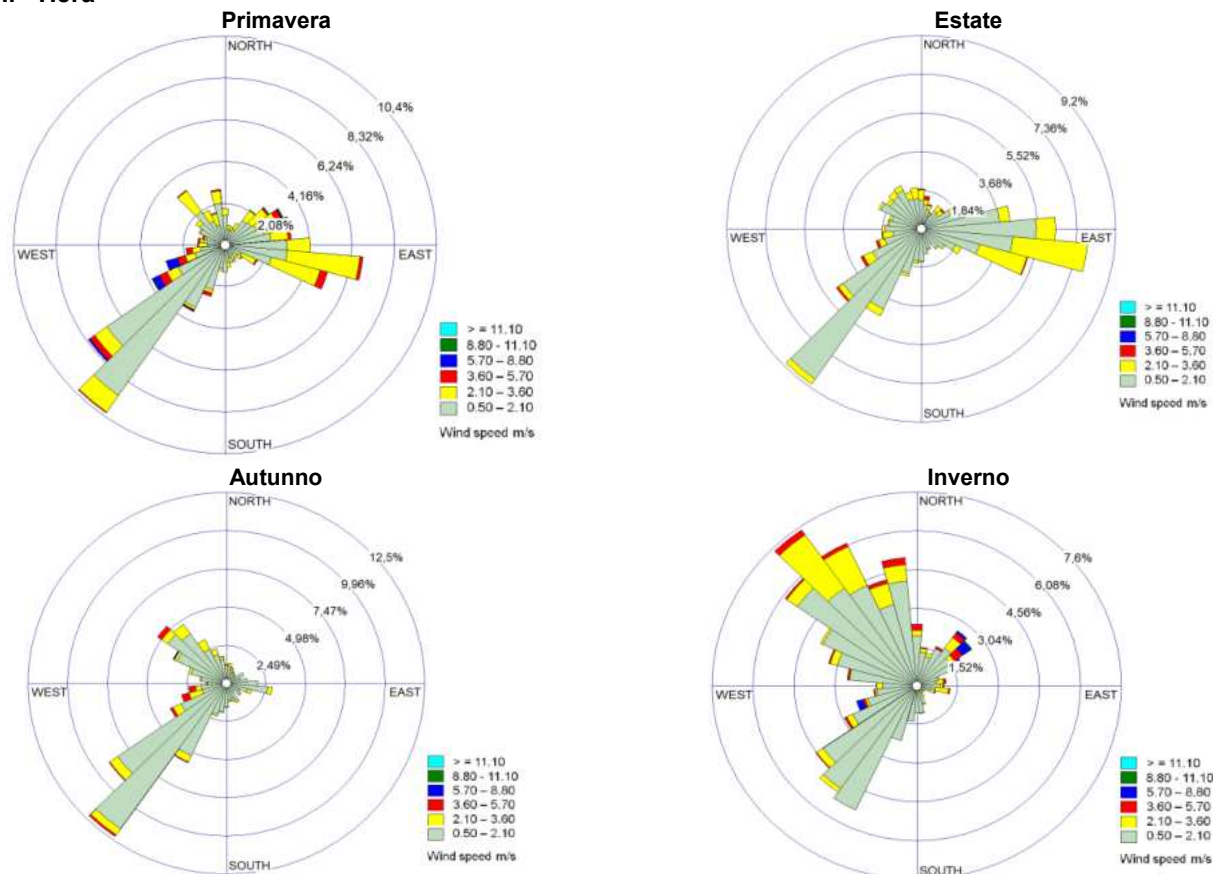 Primavera
NORTH
10,4%
8,32%
6,24%
4,16%
2,08%
WEST
EAST
SOUTH
> = 11.10
8.80 - 11.10
5.70 – 8.80
3.60 – 5.70
2.10 – 3.60
0.50 – 2.10
Wind speed m/s
Estate
NORTH
9,2%
7,36%
5,52%
3,68%
1,84%
WEST
EAST
SOUTH
> = 11.10
8.80 - 11.10
5.70 – 8.80
3.60 – 5.70
2.10 – 3.60
0.50 – 2.10
Wind speed m/s
Autunno
NORTH
12,5%
9,96%
7,47%
4,98%
2,49%
WEST
EAST
SOUTH
> = 11.10
8.80 - 11.10
5.70 – 8.80
3.60 – 5.70
2.10 – 3.60
0.50 – 2.10
Wind speed m/s
Inverno
NORTH
7,6%
6,08%
4,56%
3,04%
1,52%
WEST
EAST
SOUTH
> = 11.10
8.80 - 11.10
5.70 – 8.80
3.60 – 5.70
2.10 – 3.60
0.50 – 2.10
Wind speed m/s